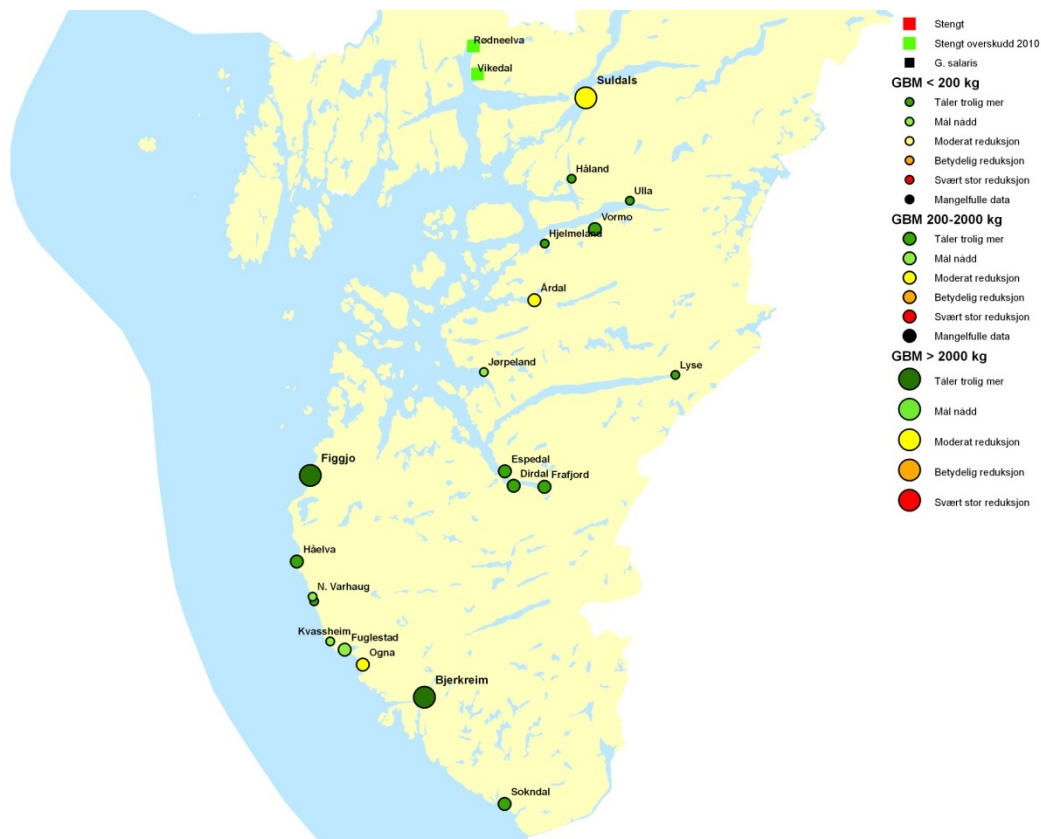 Rødneelva
Vikedal
Suldals
Håland
Ulla
Vormo
Hjelmeland
Årdal
Jørpeland
Lyse
Figgjo
Espedal
Dirdal
Frafjord
Håelva
N. Varhaug
Kvassheim
Fuglestad
Ogna
Bjerkreim
Sokndal
Stengt
Stengt overskudd 2010
G. salaris
GBM < 200 kg
Tåler trolig mer
Mål nådd
Moderat reduksjon
Betydelig reduksjon
Svært stor reduksjon
Mangelfulle data
GBM 200-2000 kg
Tåler trolig mer
Mål nådd
Moderat reduksjon
Betydelig reduksjon
Svært stor reduksjon
Mangelfulle data
GBM > 2000 kg
Tåler trolig mer
Mål nådd
Moderat reduksjon
Betydelig reduksjon
Svært stor reduksjon